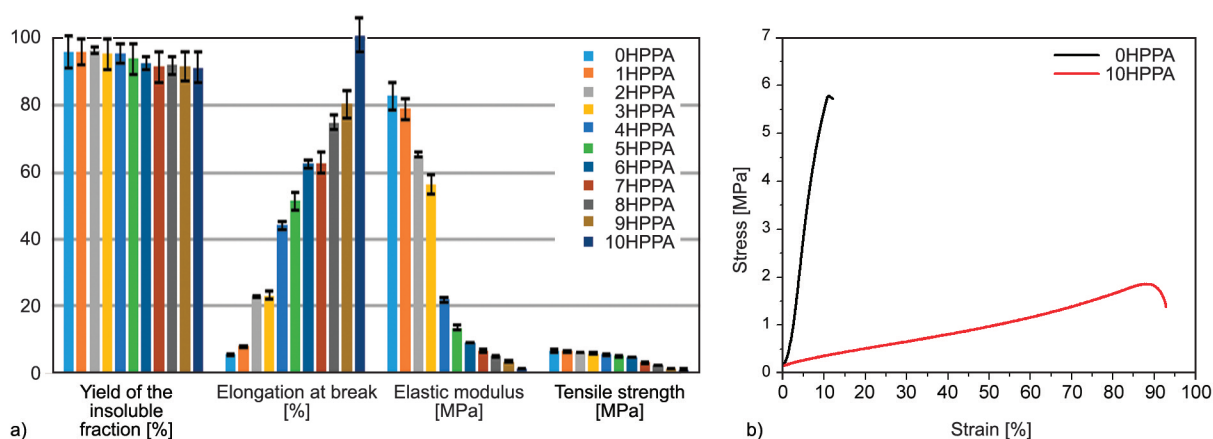 100
80
60
40
20
0
0HPPA
1HPPA
2HPPA
3HPPA
4HPPA
5HPPA
6HPPA
7HPPA
8HPPA
9HPPA
10HPPA
Yield of the
insoluble
fraction [%]
Elongation at break
[%]
Elastic modulus
[MPa]
Tensile strength
[MPa]
a)
7
6
5
4
3
2
1
0
Stress [MPa]
0HPPA
10HPPA
0 10 20 30 40 50 60 70 80 90 100
Strain [%]
b)